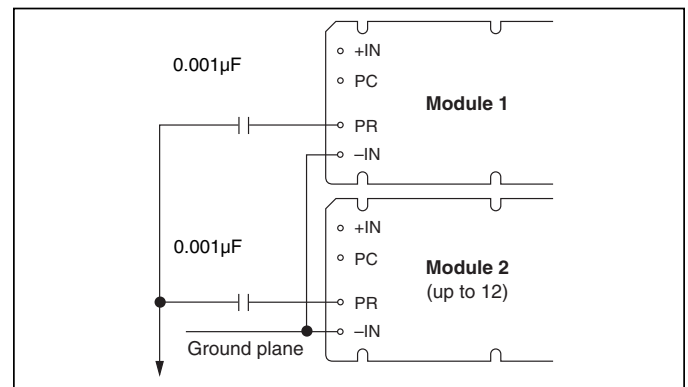 0.001µF
+IN
PC
Module 1
PR
–IN
0.001µF
+IN
PC
Module 2
(up to 12)
PR
–IN
Ground plane